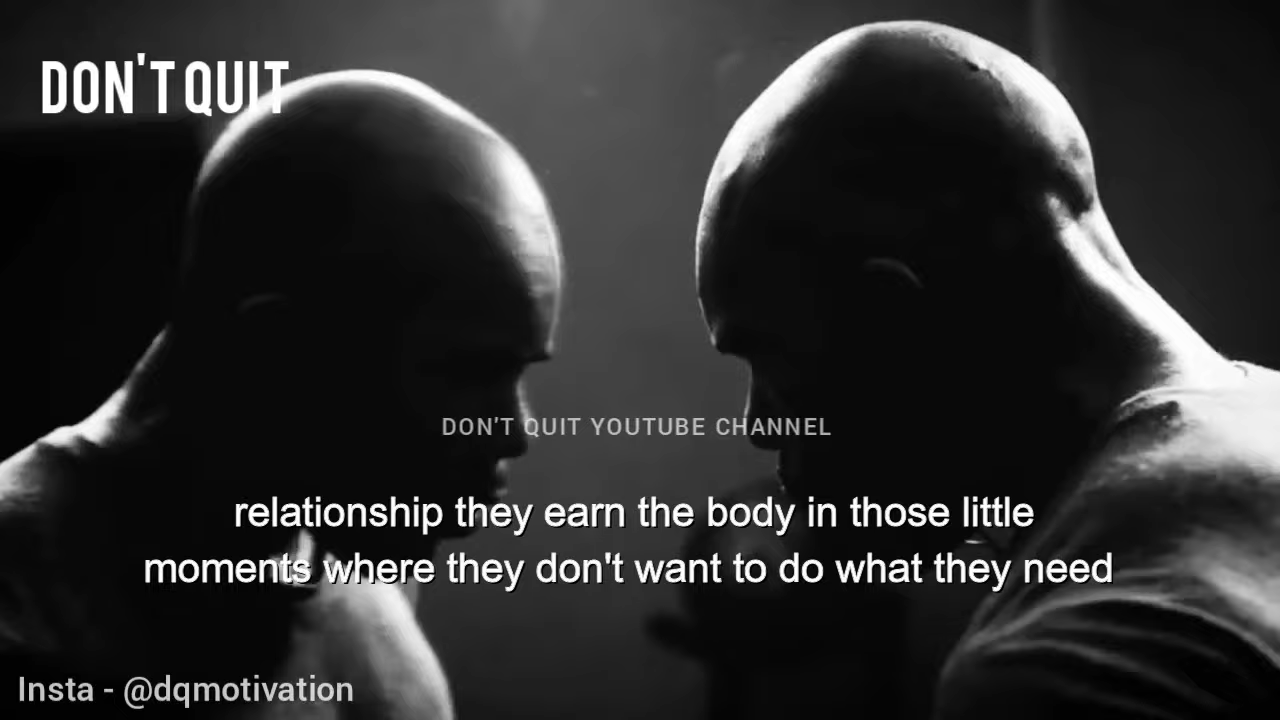 DON'T QUIT
DON'T QUIT YOUTUBE CHANNEL
relationship they earn the body in those little
moments where they don't want to do what they need
Insta - @dqmotivation